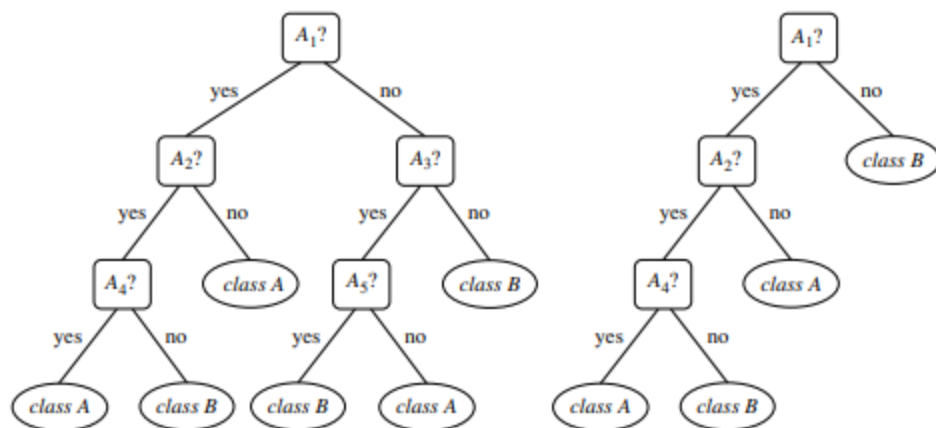 A₁? A₁?
yes no yes no
A₂? A₃? A₂? class B
yes no yes no yes no
A₄? class A A₅? class B A₄? class A
yes no yes no yes no
class A class B class B class A class A class B